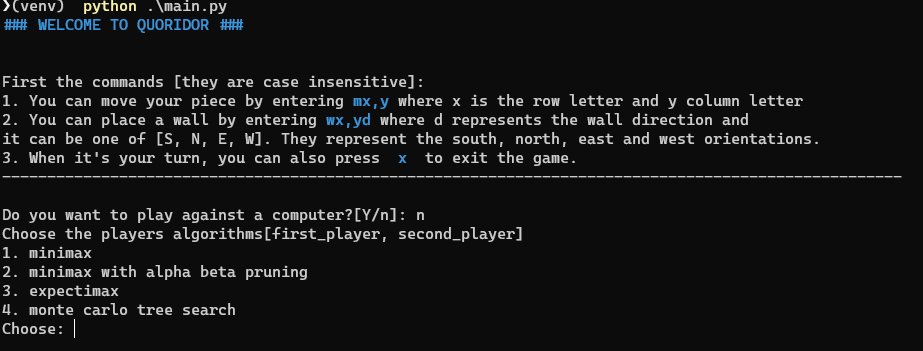 ❯(venv) python .\main.py
### WELCOME TO QUORIDOR ###
First the commands [they are case insensitive]:
1. You can move your piece by entering mx,y where x is the row letter and y column letter
2. You can place a wall by entering wx,yd where d represents the wall direction and
it can be one of [S, N, E, W]. They represent the south, north, east and west orientations.
3. When it's your turn, you can also press  x  to exit the game.
----------------------------------------------------------------------------------------------------
Do you want to play against a computer?[Y/n]: n
Choose the players algorithms[first_player, second_player]
1. minimax
2. minimax with alpha beta pruning
3. expectimax
4. monte carlo tree search
Choose: